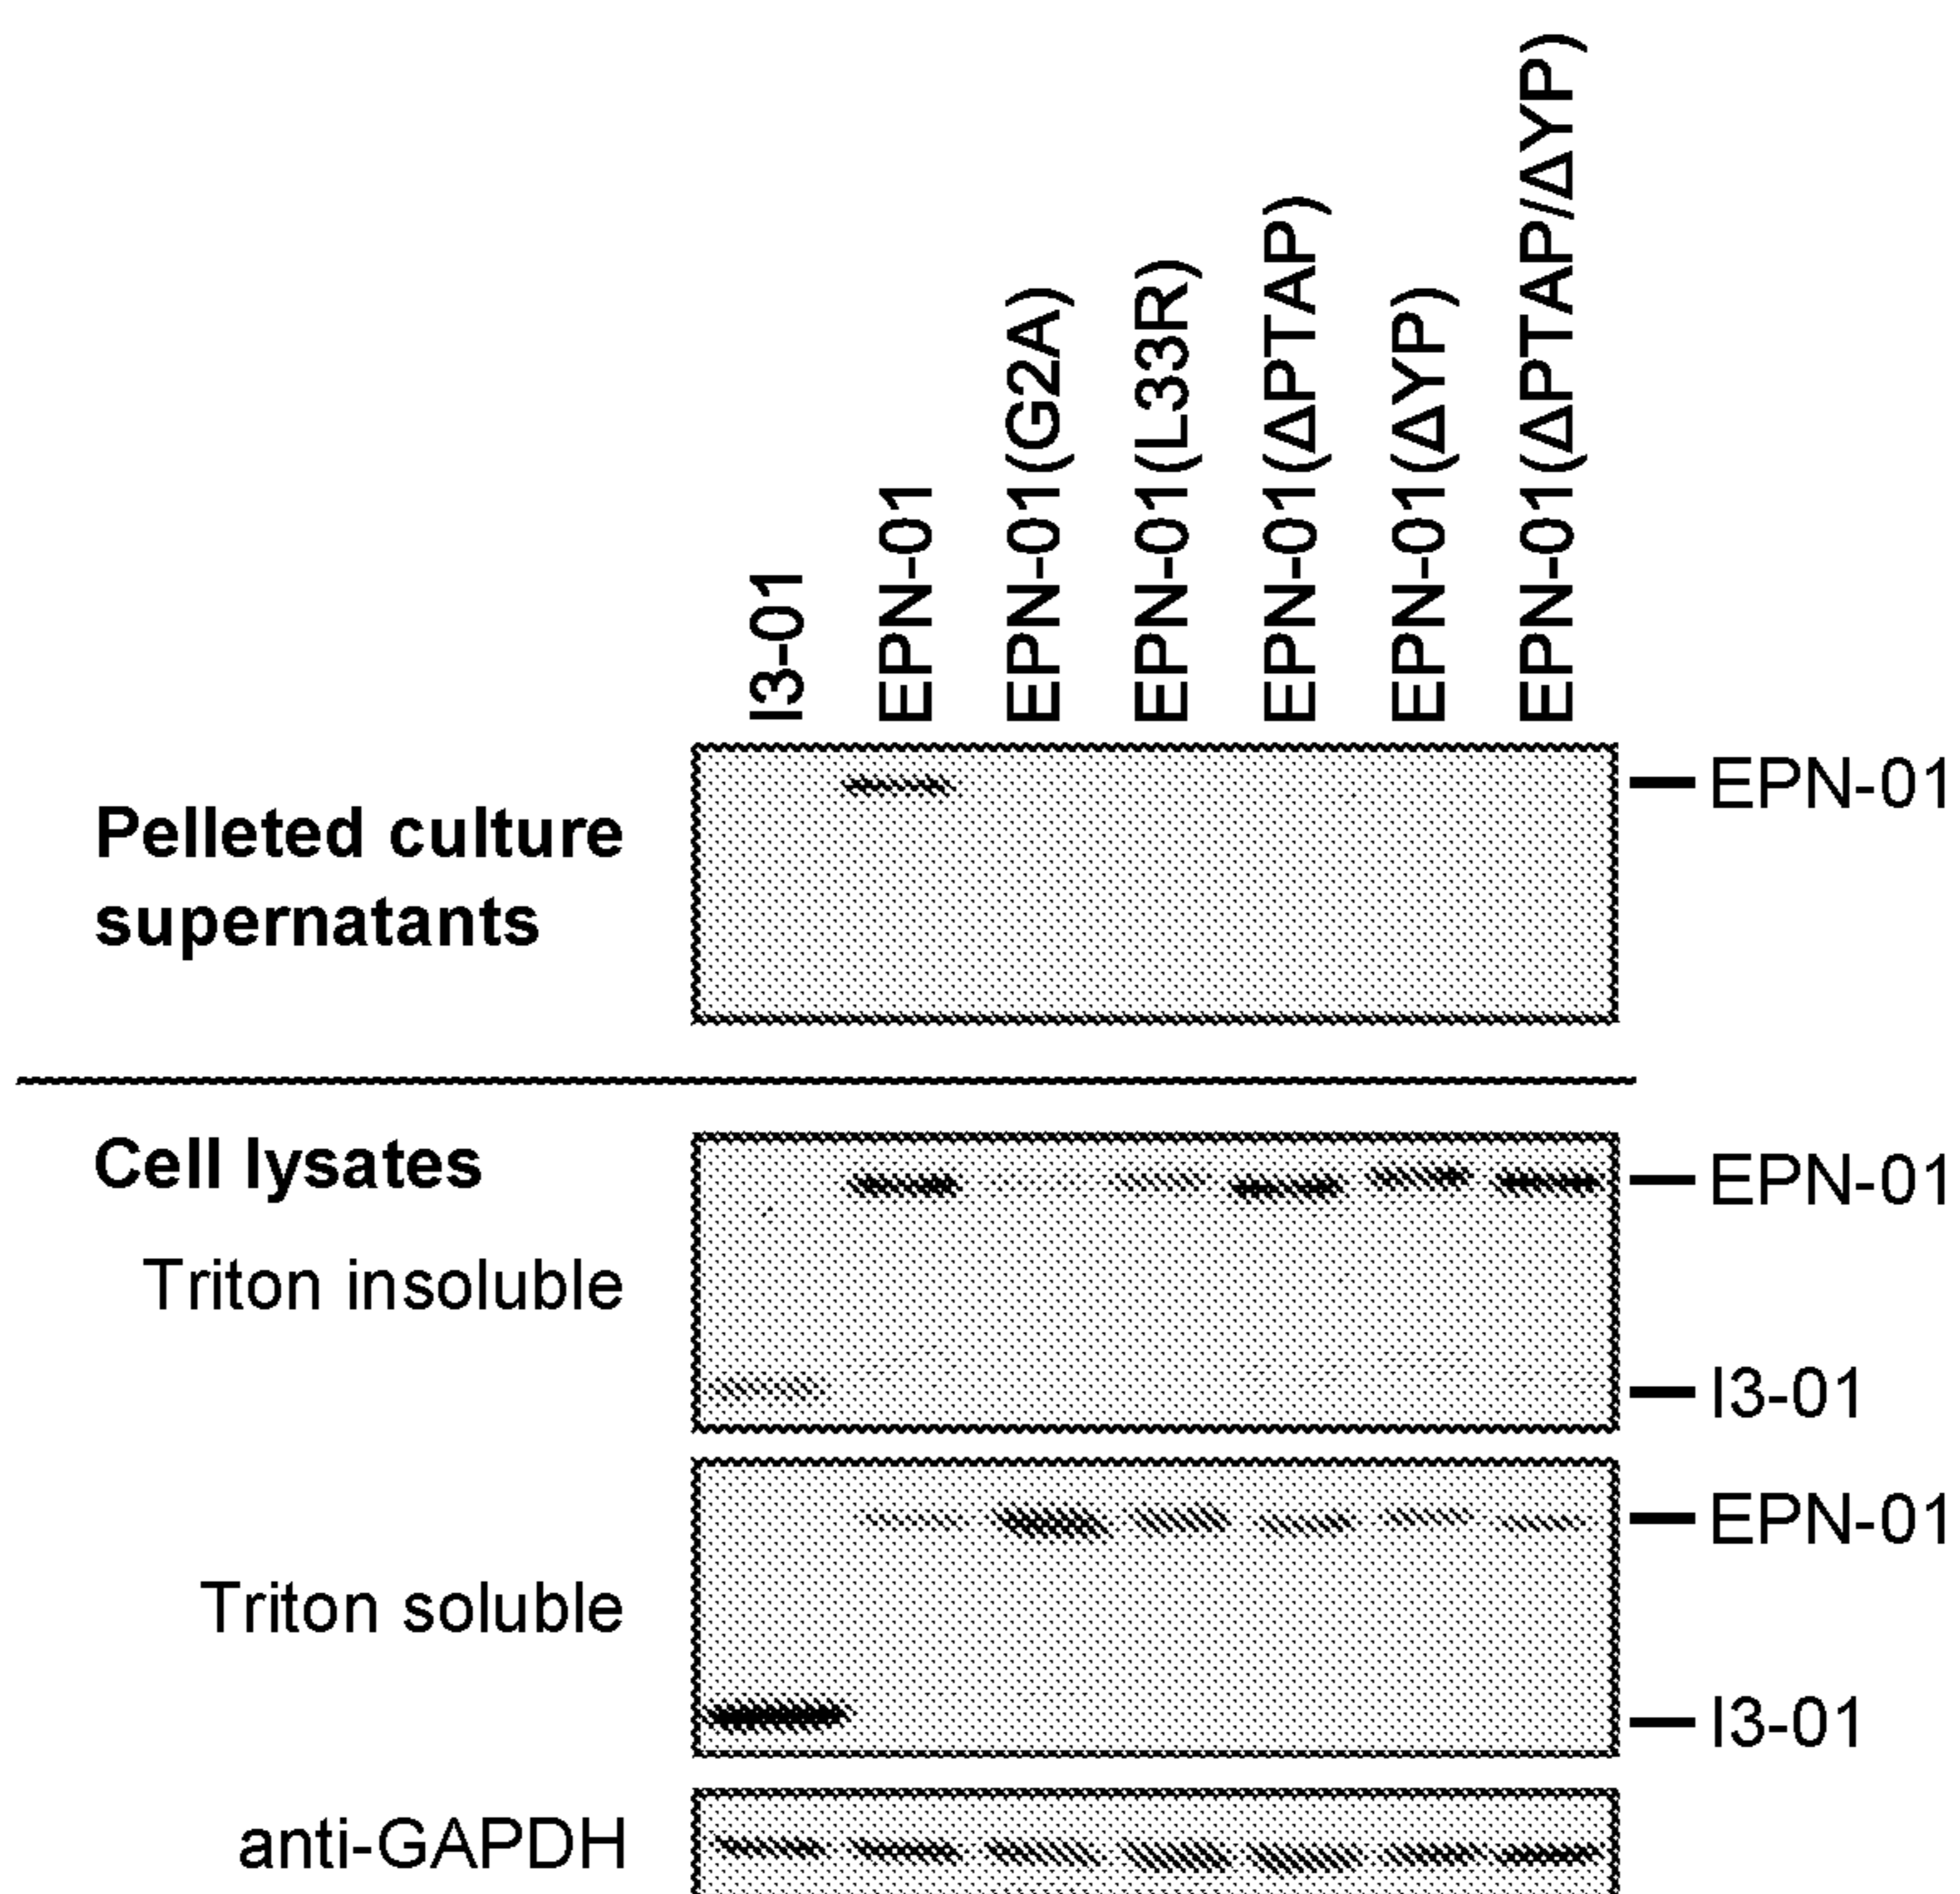 I3-01
EPN-01
EPN-01(G2A)
EPN-01(L33R)
EPN-01(ΔPTAP)
EPN-01(ΔYP)
EPN-01(ΔPTAP/ΔYP)
Pelleted culture
supernatants
EPN-01
Cell lysates
EPN-01
Triton insoluble
I3-01
EPN-01
Triton soluble
I3-01
anti-GAPDH